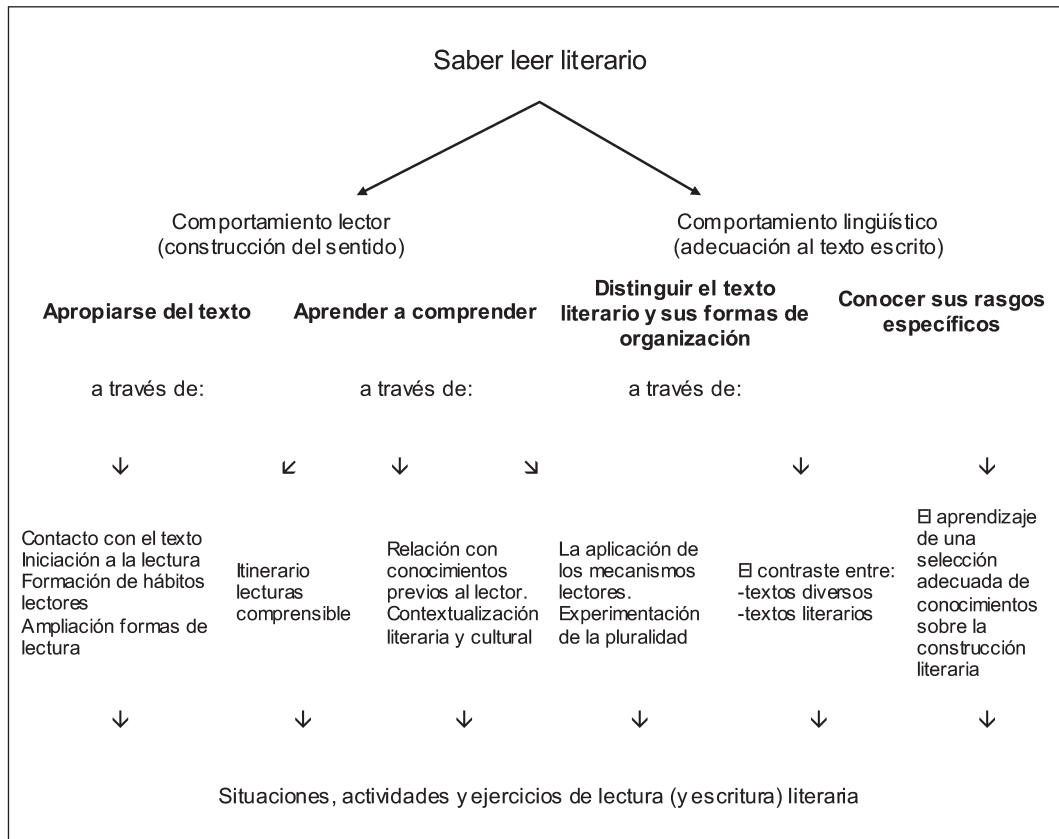 Saber leer literario
Comportamiento lector
(construcción del sentido)
Comportamiento lingüístico
(adecuación al texto escrito)
Apropiarse del texto
Aprender a comprender
Distinguir el texto
literario y sus formas de
organización
Conocer sus rasgos
específicos
a través de:
a través de:
a través de:
Contacto con el texto
Iniciación a la lectura
Formación de hábitos
lectores
Ampliación formas de
lectura
Itinerario
lecturas
comprensible
Relación con
conocimientos
previos al lector.
Contextualización
literaria y cultural
La aplicación de
los mecanismos
lectores.
Experimentación
de la pluralidad
El contraste entre:
-textos diversos
-textos literarios
El aprendizaje
de una
selección
adecuada de
conocimientos
sobre la
construcción
literaria
Situaciones, actividades y ejercicios de lectura (y escritura) literaria